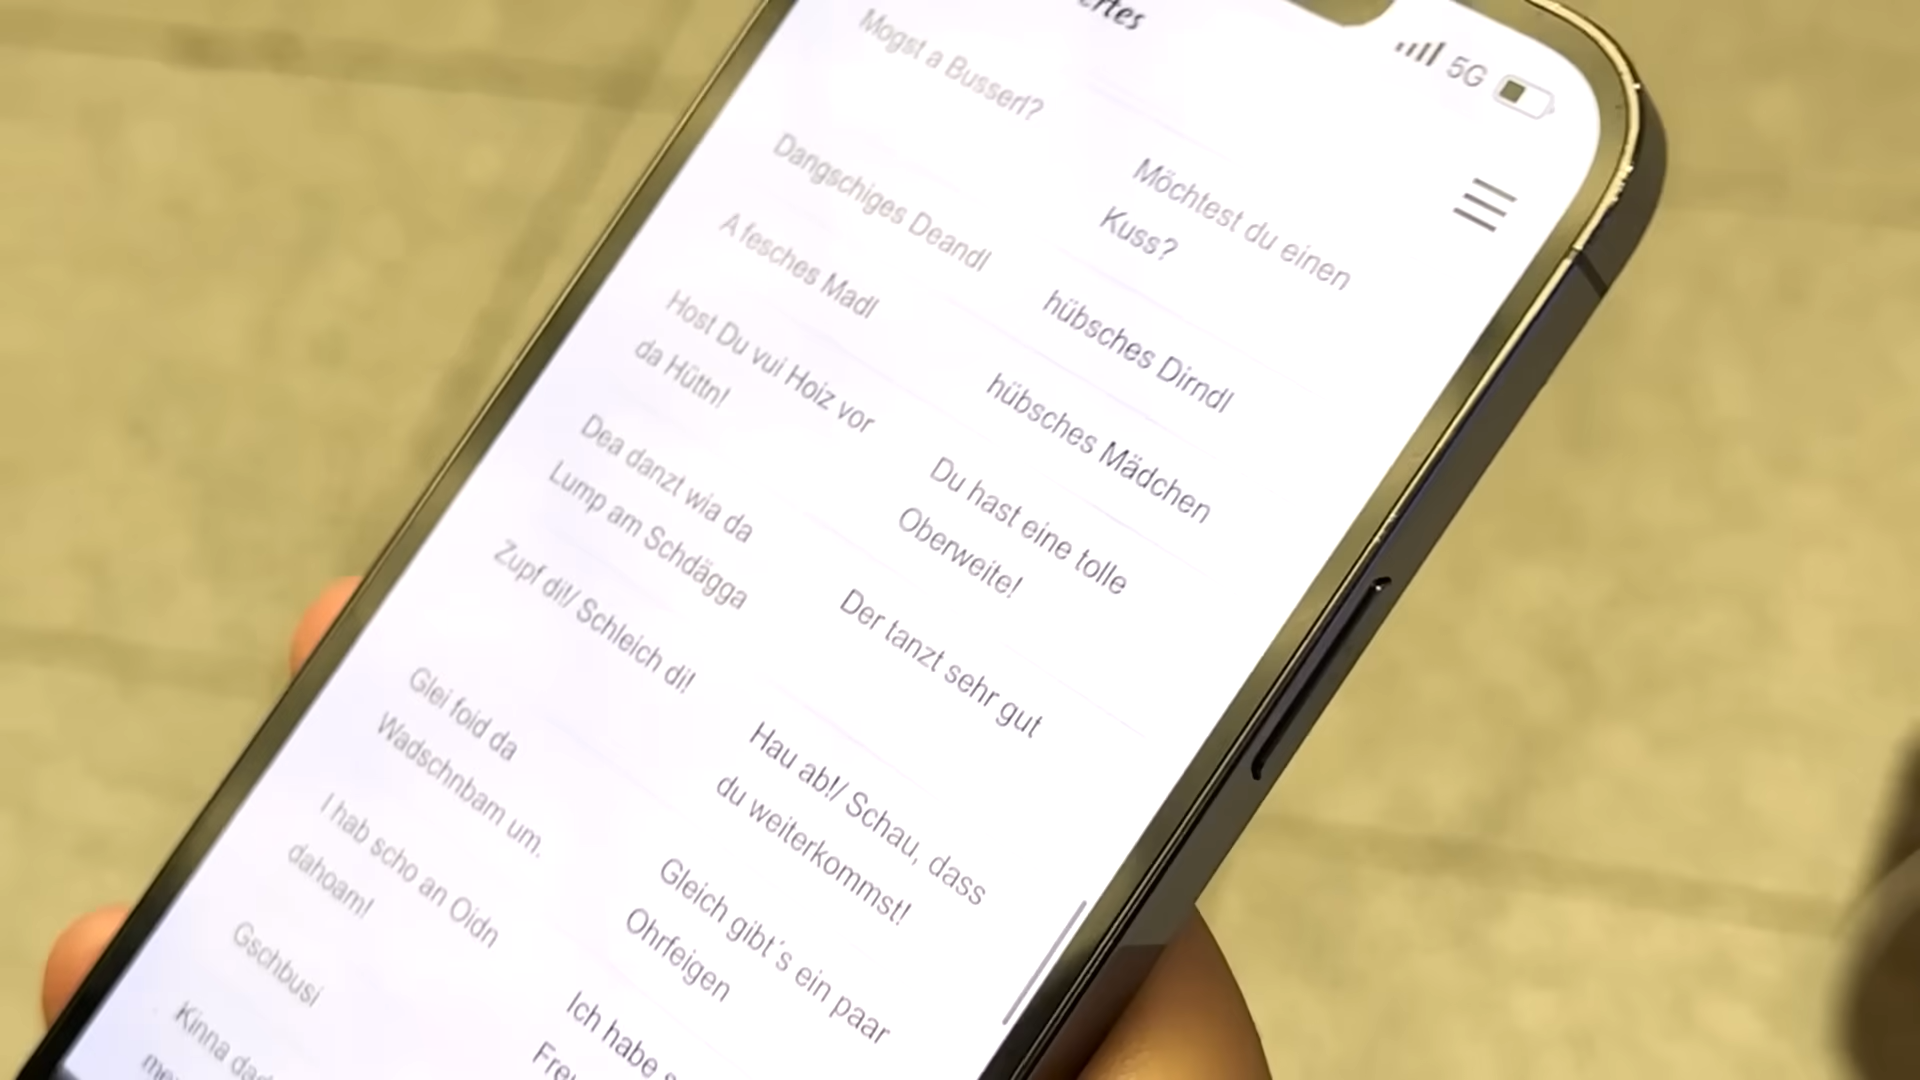 5G
Mogst a Busserl?
Möchtest du einen
Kuss?
Dangschiges Deandl
hübsches Dirndl
A fesches Madl
hübsches Mädchen
Host Du vui Hoiz vor
da Hüttn!
Du hast eine tolle
Oberweite!
Dea danzt wia da
Lump am Schdägga
Der tanzt sehr gut
Zupf di!/ Schleich di!
Hau ab!/ Schau, dass
du weiterkommst!
Glei foid da
Wadschnbam um.
Gleich gibt´s ein paar
Ohrfeigen
I hab scho an Oidn
dahoam!
Ich habe
Gschbusi
Kinna